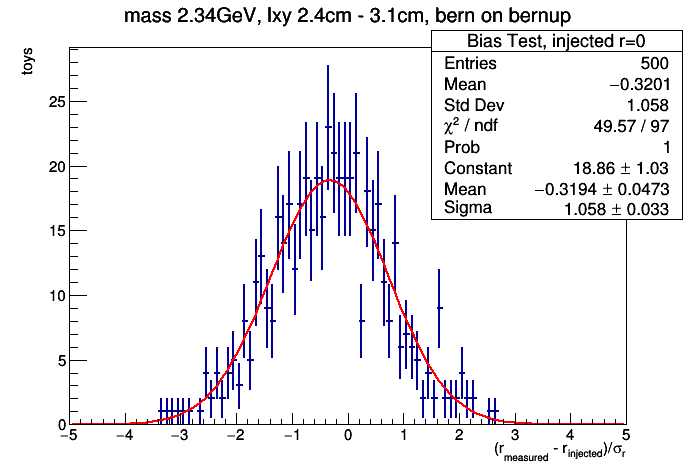 mass 2.34GeV, lxy 2.4cm - 3.1cm, bern on bernup
Bias Test, injected r=0
Entries 500
Mean −0.3201
Std Dev 1.058
χ² / ndf 49.57 / 97
Prob 1
Constant 18.86 ± 1.03
Mean −0.3194 ± 0.0473
Sigma 1.058 ± 0.033
toys
25
20
15
10
5
0
−5 −4 −3 −2 −1 0 1 2 3 4 5
(r_measured - r_injected)/σ_r